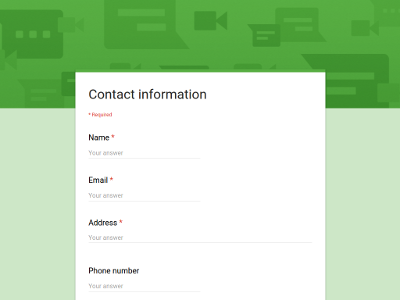 Contact information
* Required
Name *
Your answer
Email *
Your answer
Address *
Your answer
Phone number
Your answer